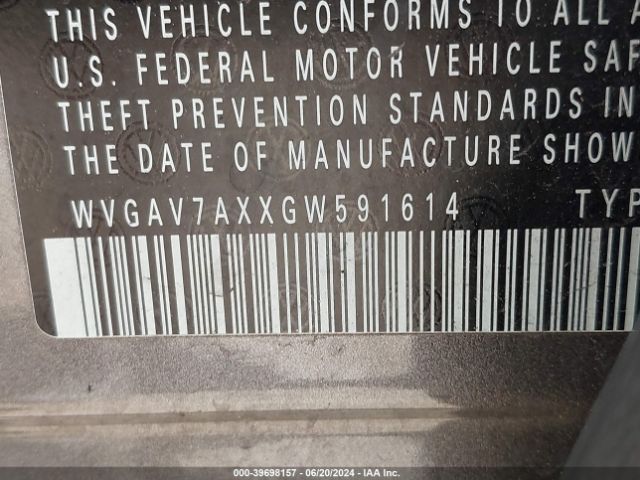 THIS VEHICLE CONFORMS TO ALL
U.S. FEDERAL MOTOR VEHICLE
THEFT PREVENTION STANDARDS IN
THE DATE OF MANUFACTURE SHOW
WVGAV7AXXGW591614 TYP
000-39698157 - 06/20/2024 - IAA Inc.